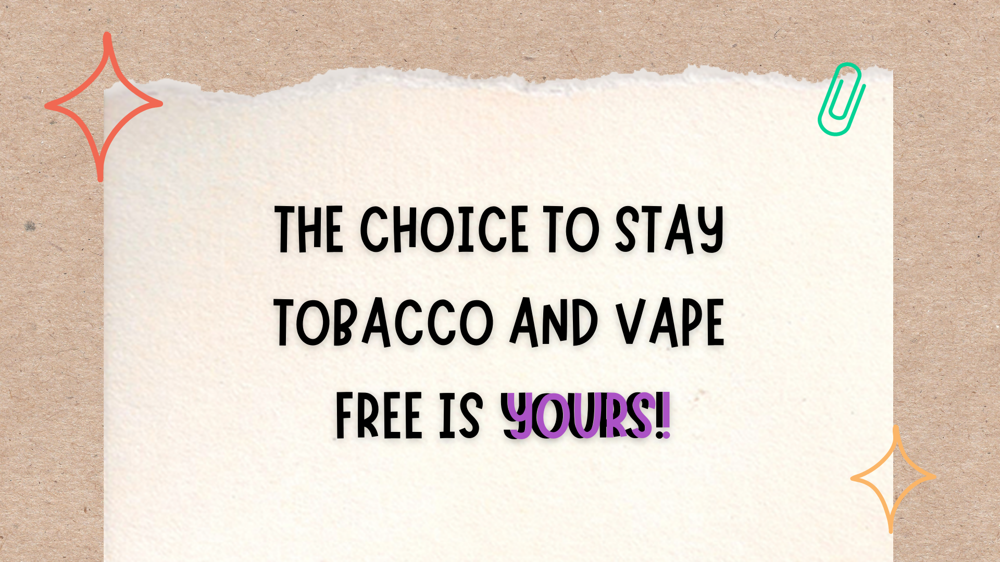 THE CHOICE TO STAY
TOBACCO AND VAPE
FREE IS YOURS!